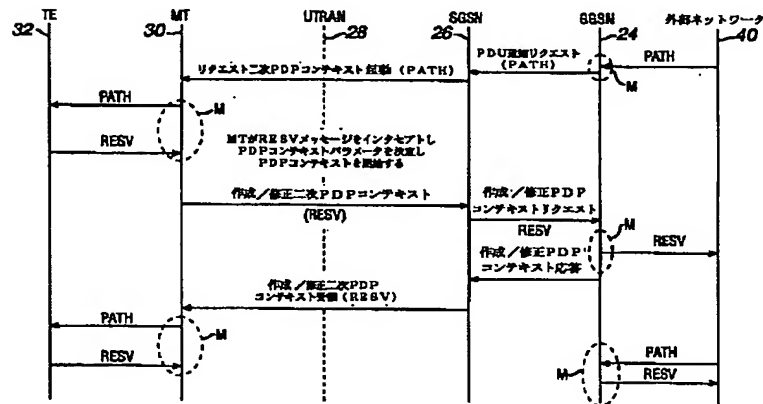 TE
MT
UTRAN
SGSN
GGSN
外部ネットワーク
32
30
28
26
24
40
PDU通知リクエスト
(PATH)
PATH
リクエスト二次PDPコンテキスト起動 (PATH)
M
PATH
M
RESV
MTがRESVメッセージをインタセプトし
PDPコンテキストパラメータを決定し
PDPコンテキストを開始する
作成/修正二次PDPコンテキスト
(RESV)
作成/修正PDP
コンテキストリクエスト
RESV
M
RESV
作成/修正PDP
コンテキスト応答
作成/修正二次PDP
コンテキスト受領 (RESV)
PATH
M
RESV
PATH
M
RESV